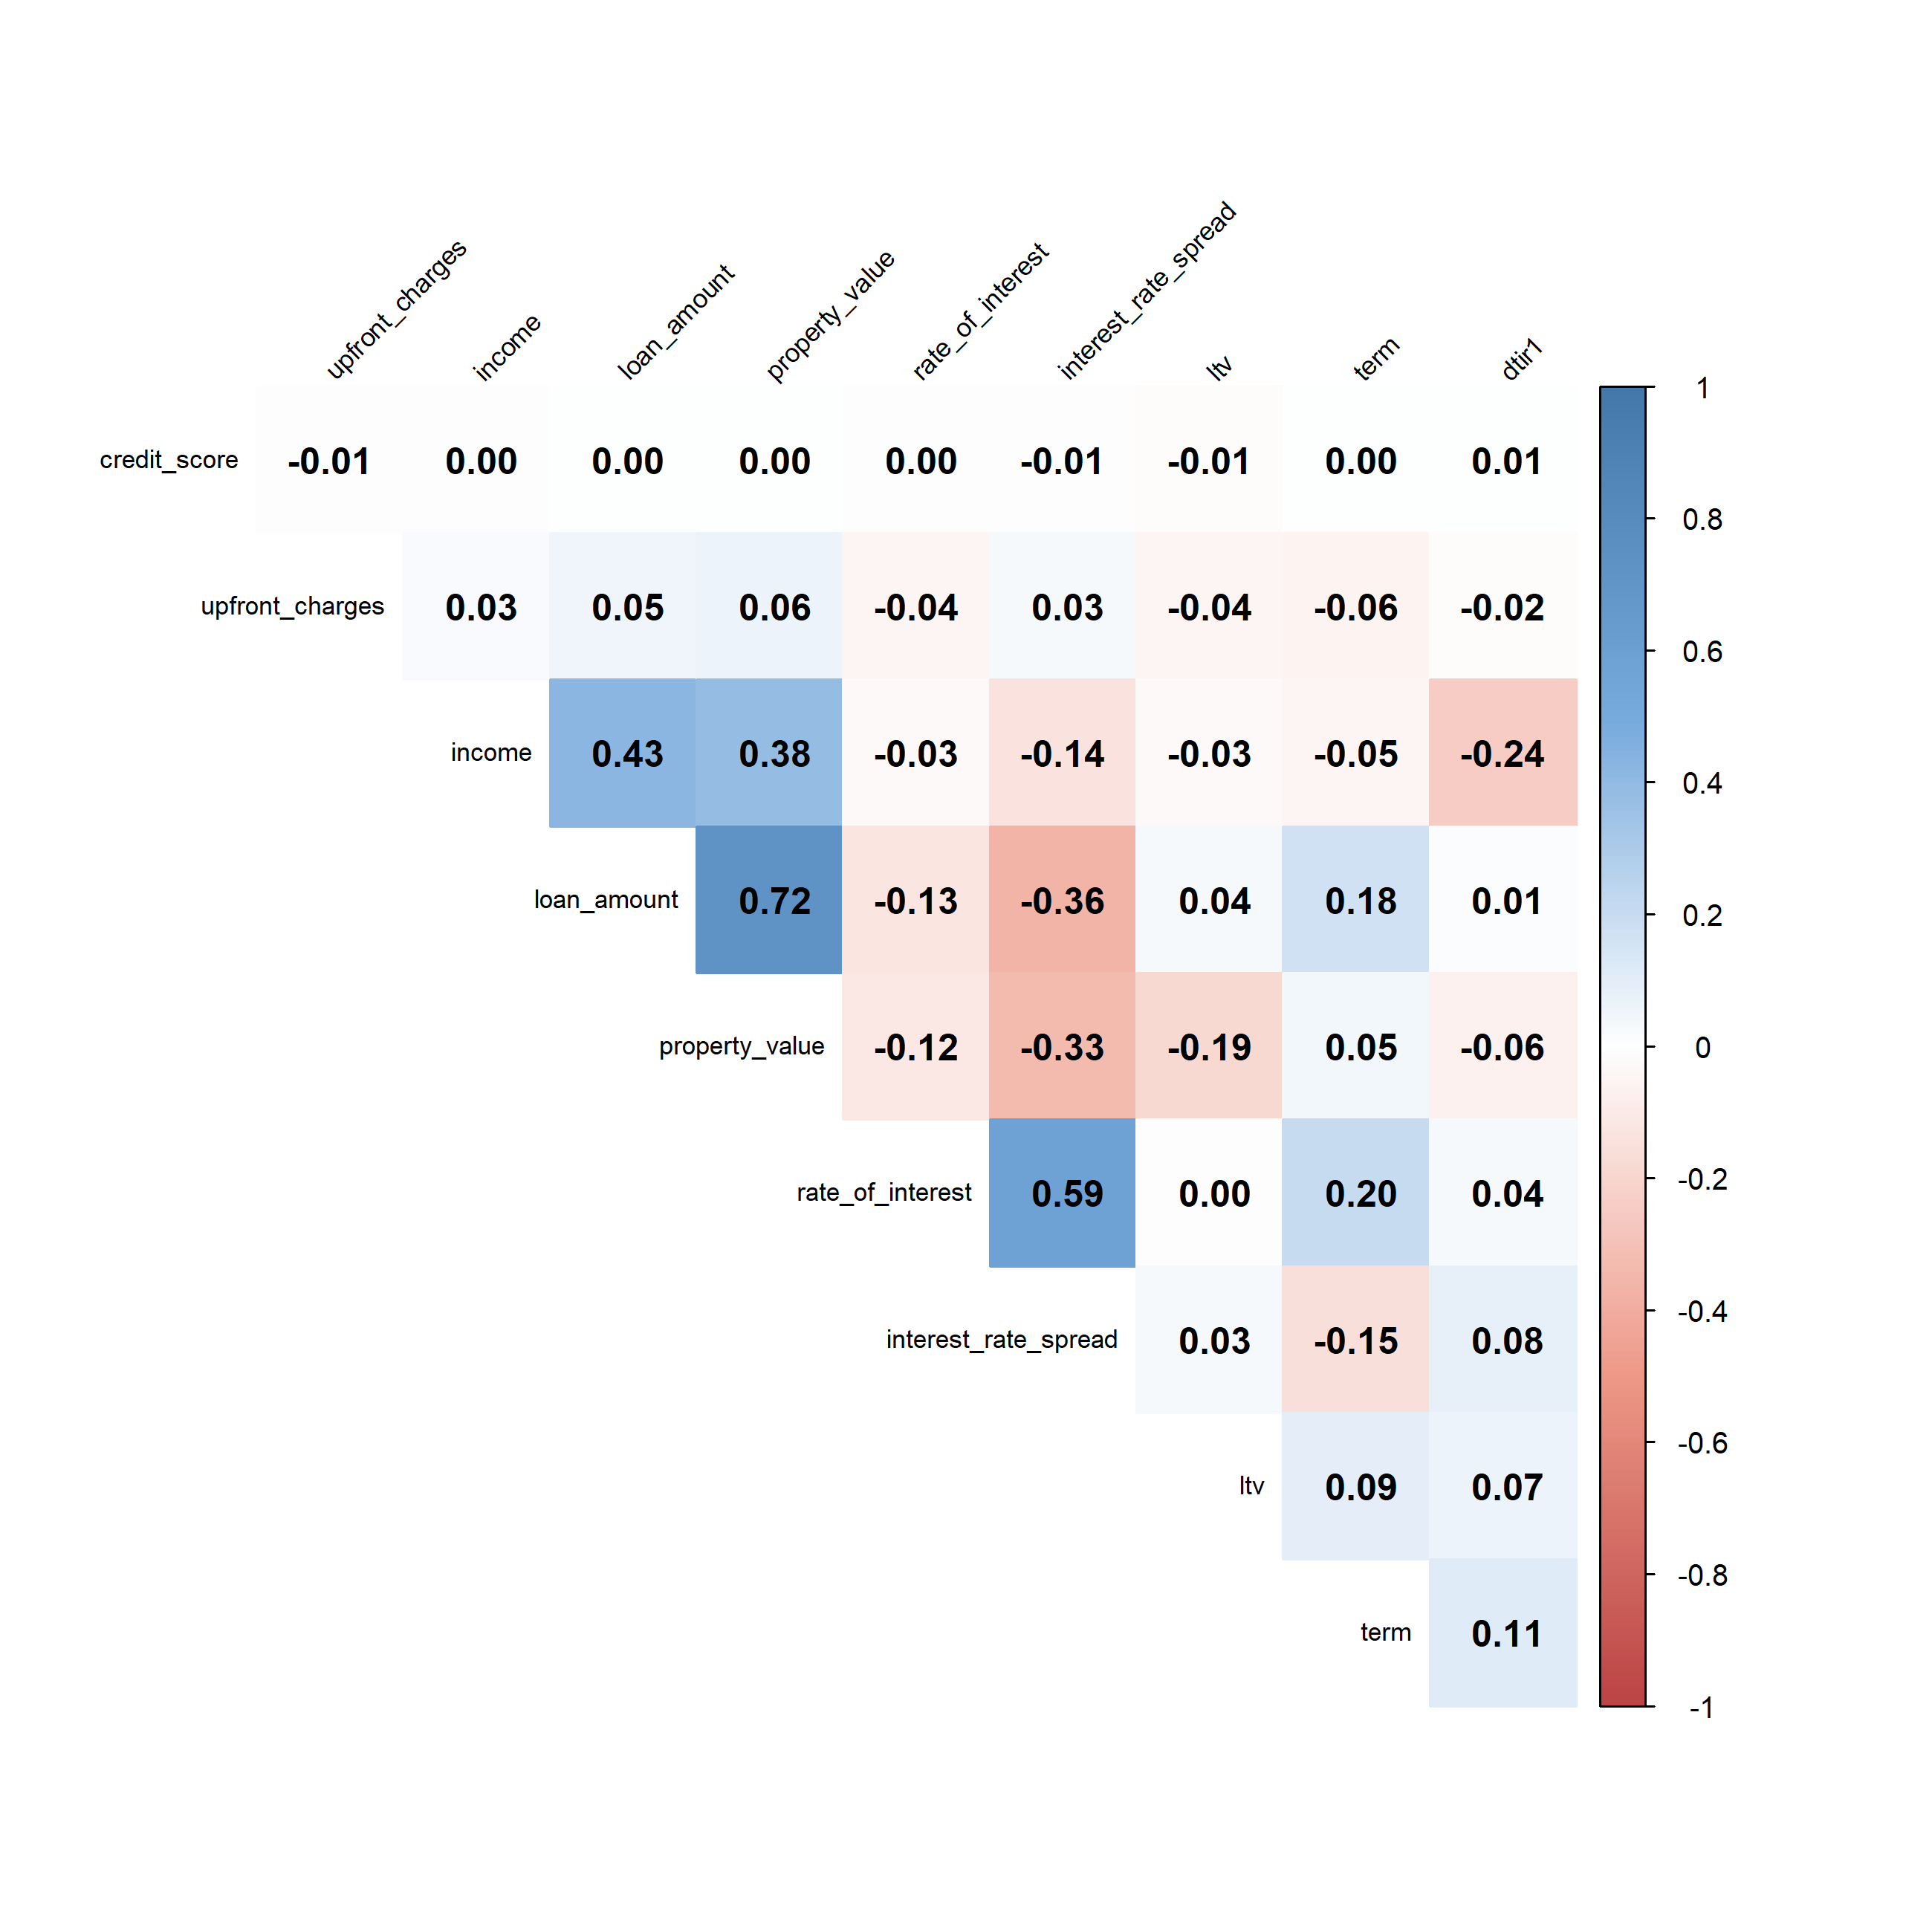 upfront_charges
income
loan_amount
property_value
rate_of_interest
interest_rate_spread
ltv
term
dtir1
credit_score -0.01 0.00 0.00 0.00 0.00 -0.01 -0.01 0.00 0.01
upfront_charges 0.03 0.05 0.06 -0.04 0.03 -0.04 -0.06 -0.02
income 0.43 0.38 -0.03 -0.14 -0.03 -0.05 -0.24
loan_amount 0.72 -0.13 -0.36 0.04 0.18 0.01
property_value -0.12 -0.33 -0.19 0.05 -0.06
rate_of_interest 0.59 0.00 0.20 0.04
interest_rate_spread 0.03 -0.15 0.08
ltv 0.09 0.07
term 0.11
1
0.8
0.6
0.4
0.2
0
-0.2
-0.4
-0.6
-0.8
-1